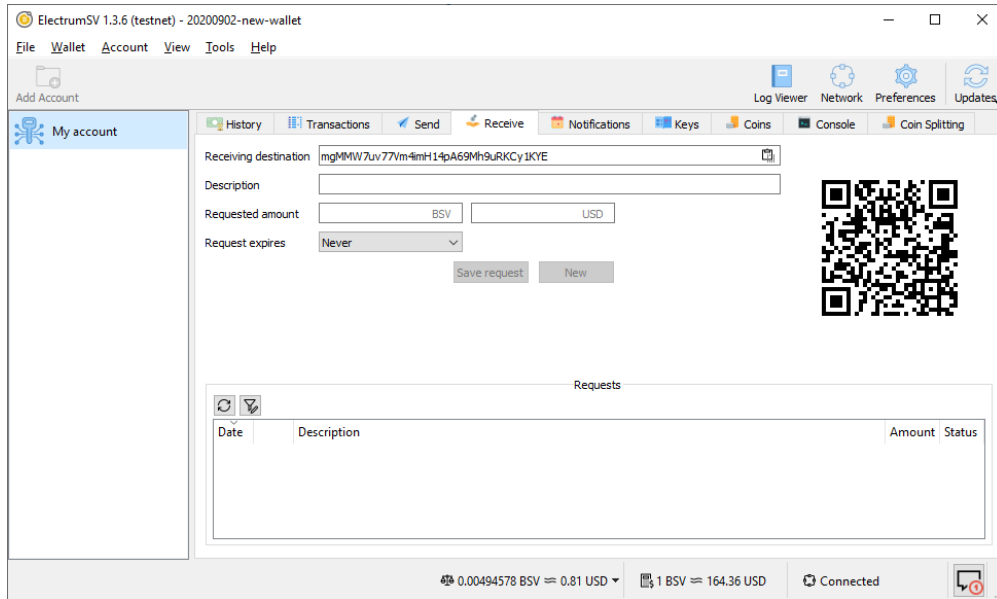 ElectrumSV 1.3.6 (testnet) - 20200902-new-wallet
File Wallet Account View Tools Help
Add Account
Log Viewer Network Preferences Updates
My account
History Transactions Send Receive Notifications Keys Coins Console Coin Splitting
Receiving destination mgMMW7uv77Vm4imH14pA69Mh9uRKCy1KYE
Description
Requested amount BSV USD
Request expires Never
Save request New
Requests
Date Description Amount Status
0.00494578 BSV ≂ 0.81 USD 1 BSV ≂ 164.36 USD Connected 1